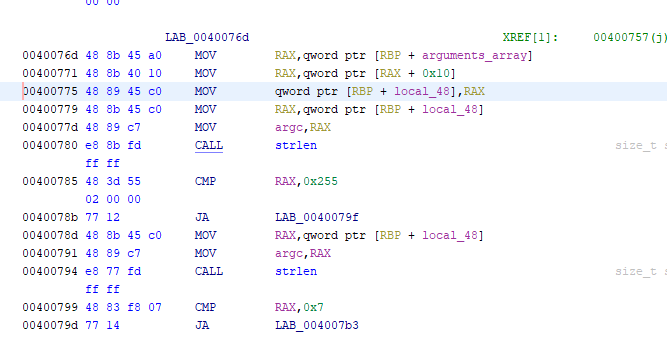 00 00
LAB_0040076d XREF[1]: 00400757(j)
0040076d 48 8b 45 a0 MOV RAX,qword ptr [RBP + arguments_array]
00400771 48 8b 40 10 MOV RAX,qword ptr [RAX + 0x10]
00400775 48 89 45 c0 MOV qword ptr [RBP + local_48],RAX
00400779 48 8b 45 c0 MOV RAX,qword ptr [RBP + local_48]
0040077d 48 89 c7 MOV argc,RAX
00400780 e8 8b fd CALL strlen size_t s
ff ff
00400785 48 3d 55 CMP RAX,0x255
02 00 00
0040078b 77 12 JA LAB_0040079f
0040078d 48 8b 45 c0 MOV RAX,qword ptr [RBP + local_48]
00400791 48 89 c7 MOV argc,RAX
00400794 e8 77 fd CALL strlen size_t s
ff ff
00400799 48 83 f8 07 CMP RAX,0x7
0040079d 77 14 JA LAB_004007b3